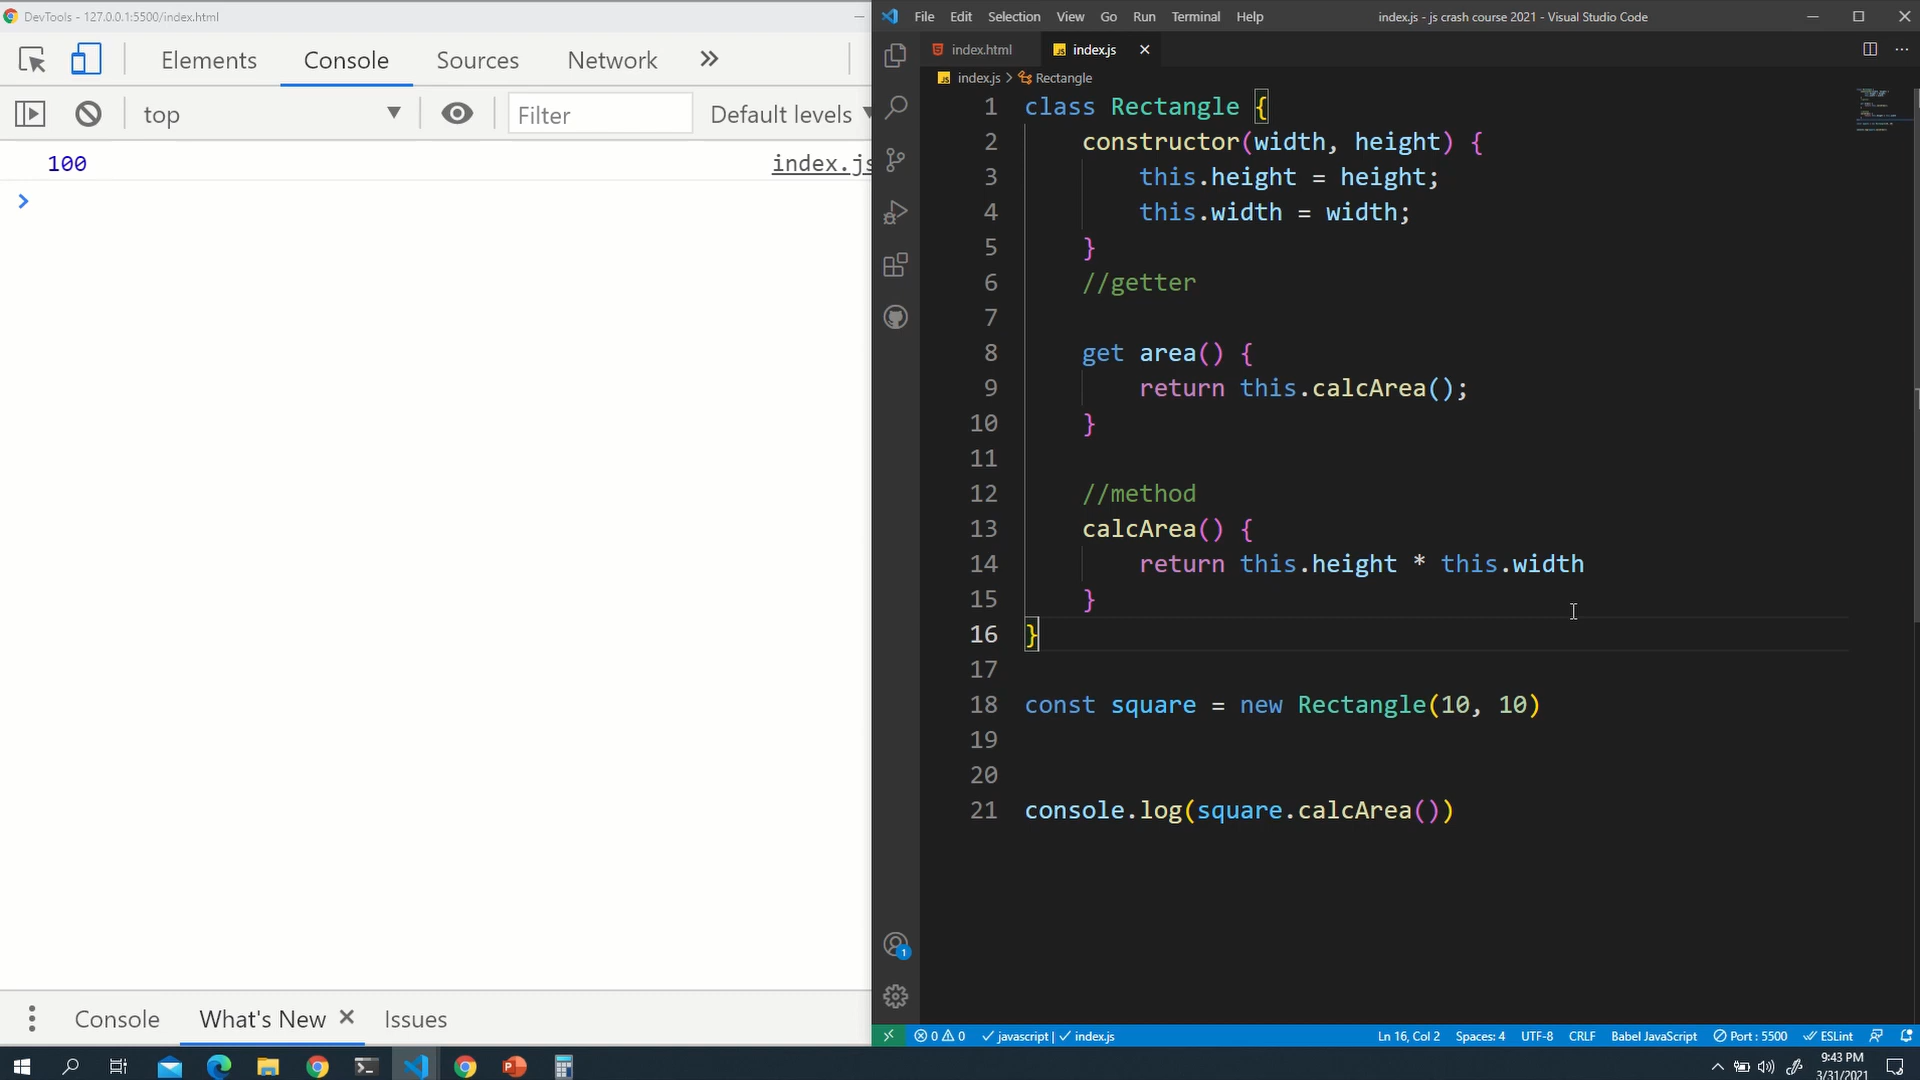 DevTools - 127.0.0.1:5500/index.html
Elements Console Sources Network
top Filter Default levels
100 index.js
Console What's New Issues
File Edit Selection View Go Run Terminal Help index.js - js crash course 2021 - Visual Studio Code
index.html index.js
index.js > Rectangle
1 class Rectangle {
2 constructor(width, height) {
3 this.height = height;
4 this.width = width;
5 }
6 //getter
7
8 get area() {
9 return this.calcArea();
10 }
11
12 //method
13 calcArea() {
14 return this.height * this.width
15 }
16 }
17
18 const square = new Rectangle(10, 10)
19
20
21 console.log(square.calcArea())
1
0 0 javascript | index.js Ln 16, Col 2 Spaces: 4 UTF-8 CRLF Babel JavaScript Port : 5500 ESLint
9:43 PM
3/31/2021